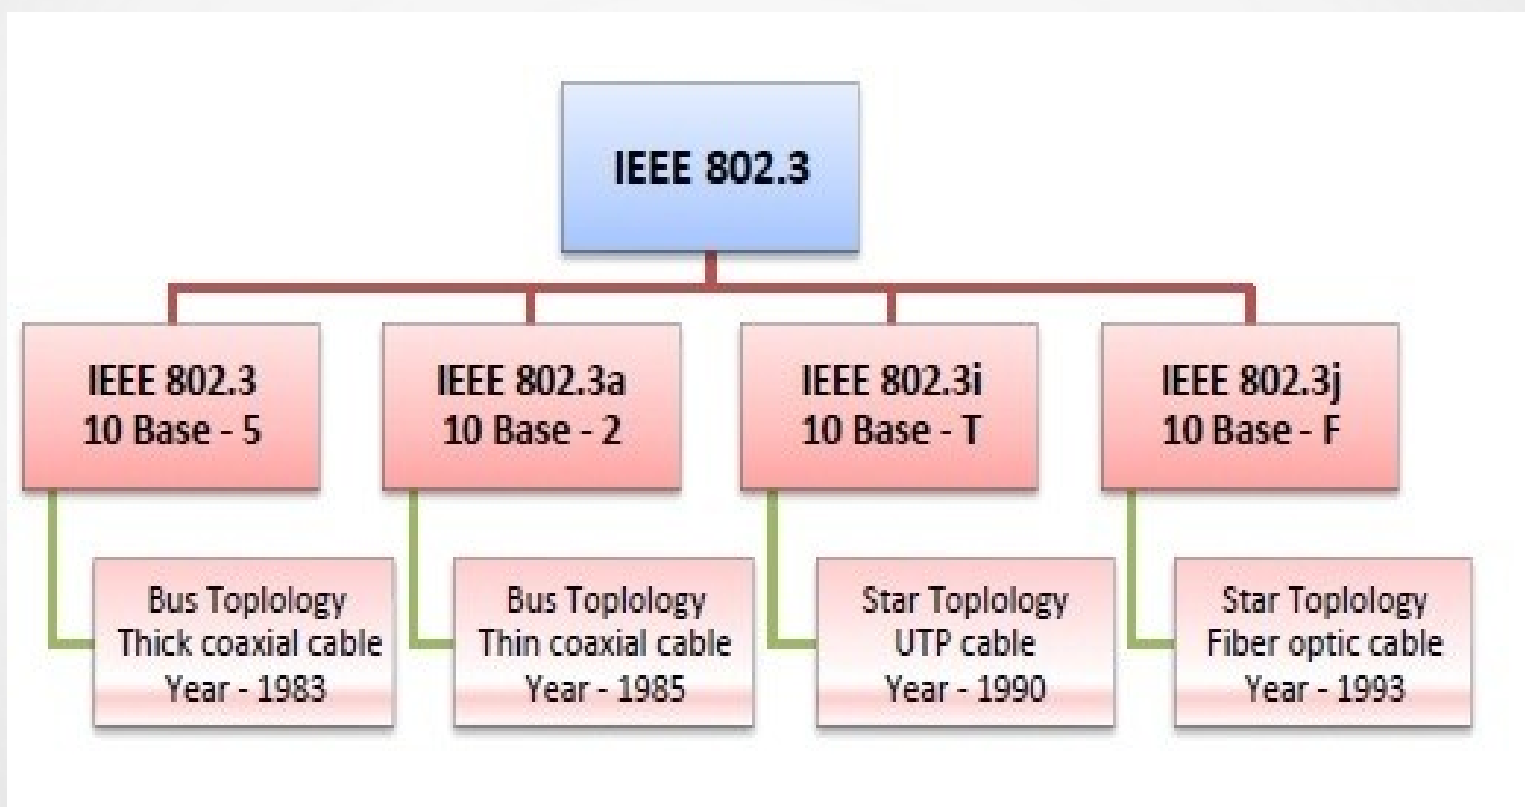 IEEE 802.3
IEEE 802.3
10 Base - 5
IEEE 802.3a
10 Base - 2
IEEE 802.3i
10 Base - T
IEEE 802.3j
10 Base - F
Bus Toplology
Thick coaxial cable
Year - 1983
Bus Toplology
Thin coaxial cable
Year - 1985
Star Toplology
UTP cable
Year - 1990
Star Toplology
Fiber optic cable
Year - 1993